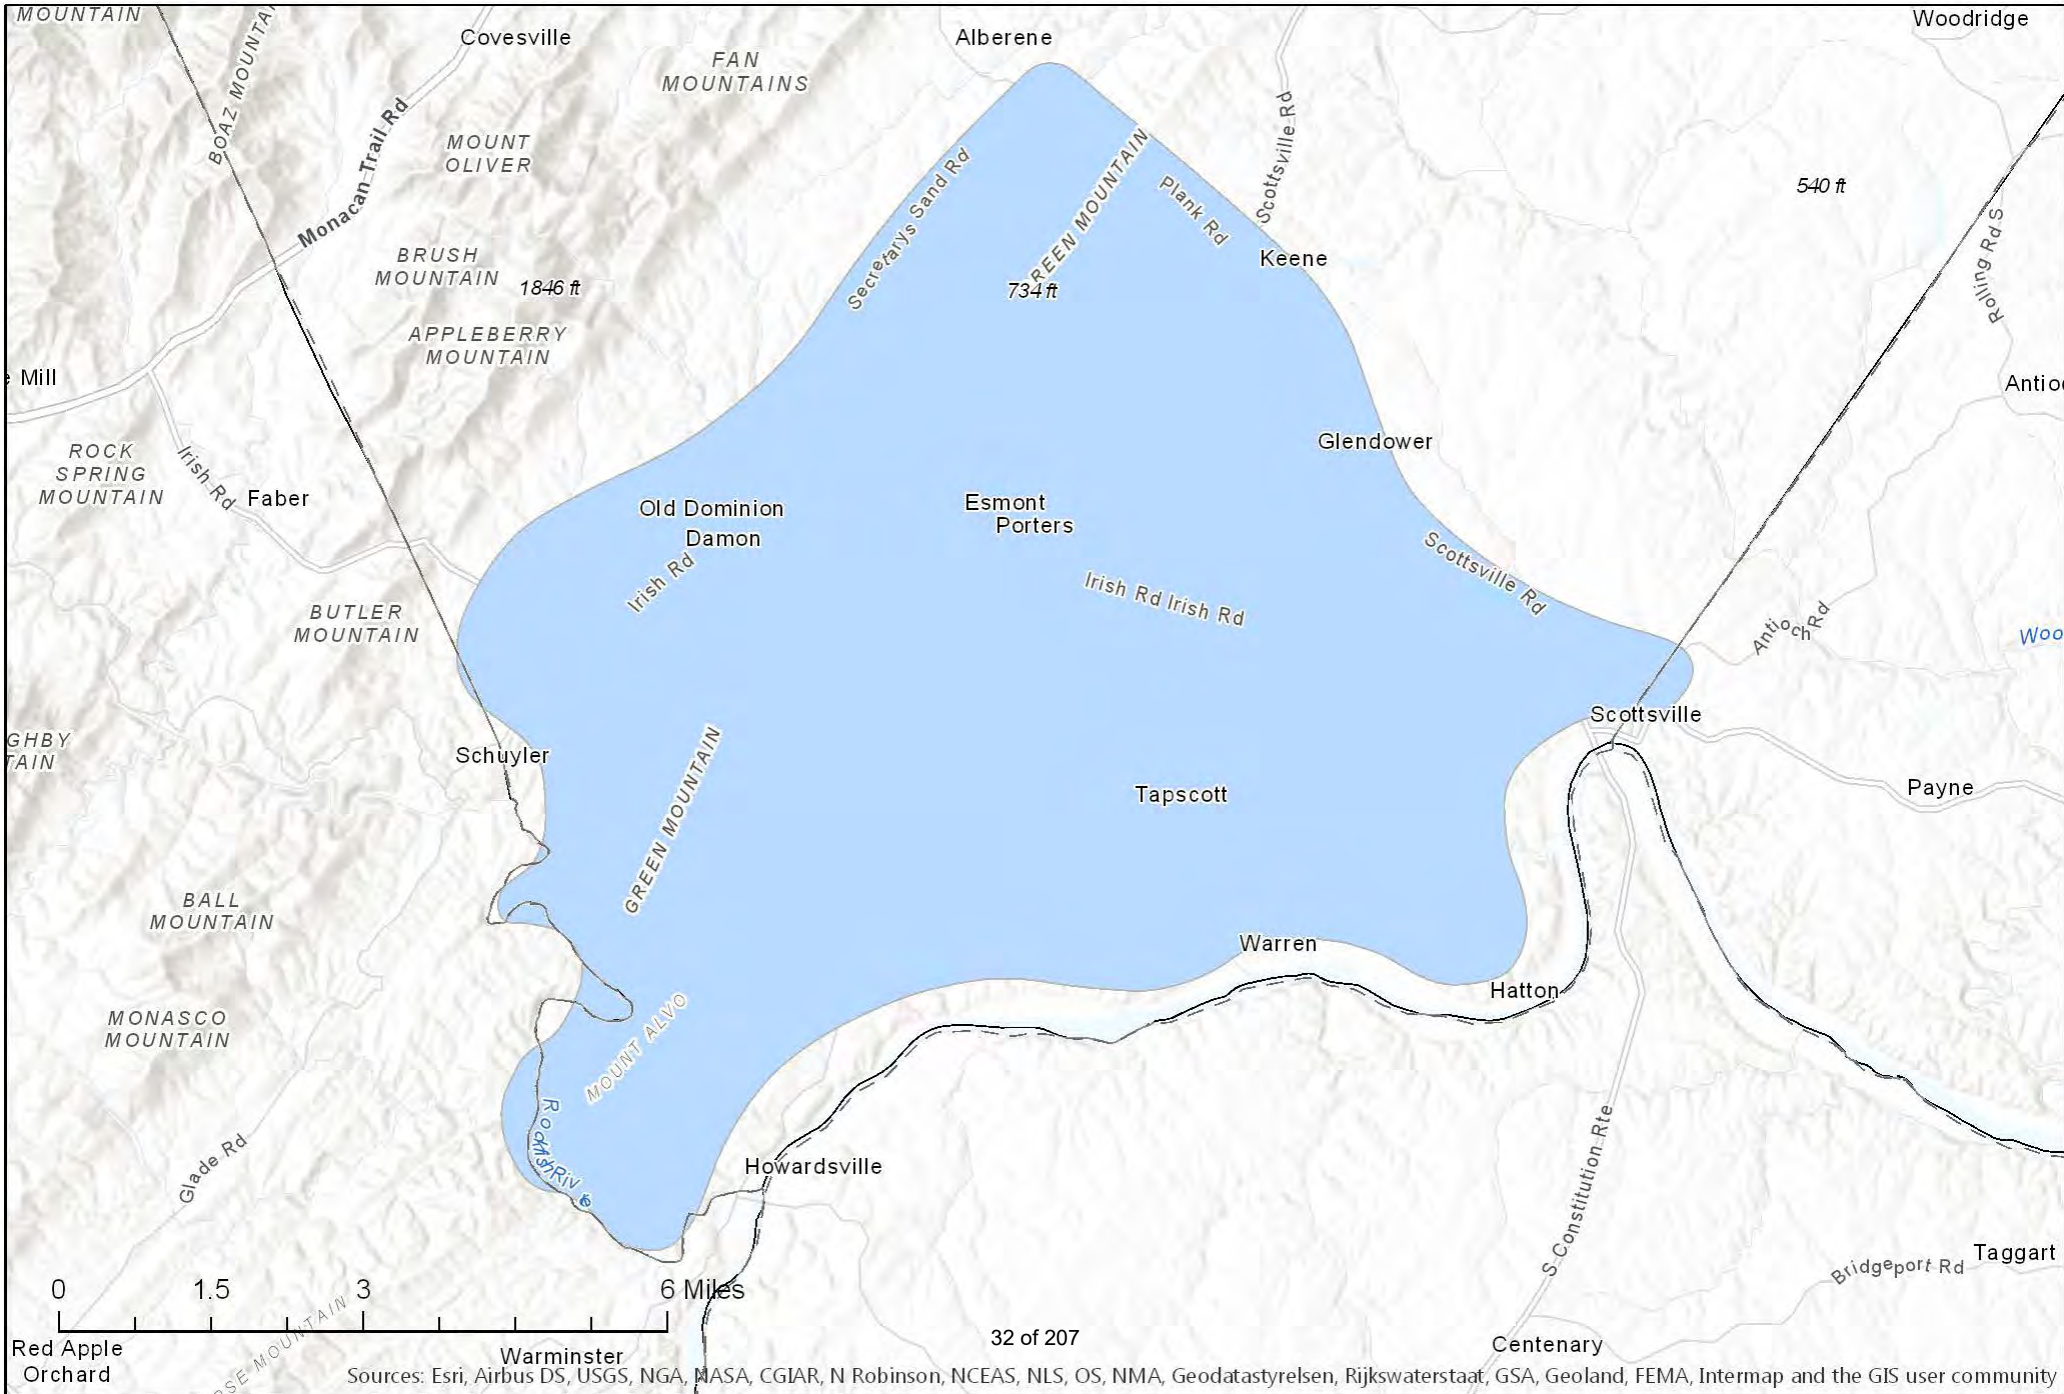 MOUNTAIN
BOAZ MOUNTA
Covesville
Alberene
Woodridge
FAN
MOUNTAINS
Monacan Trail Rd
MOUNT
OLIVER
Secretarys Sand Rd
GREEN MOUNTAIN
Plank Rd
Scottsville Rd
540 ft
Rolling Rd S
BRUSH
MOUNTAIN
1846 ft
734 ft
Keene
APPLEBERRY
MOUNTAIN
e Mill
Antioc
ROCK
SPRING
MOUNTAIN
Irish Rd
Faber
Glendower
Old Dominion
Damon
Irish Rd
Esmont
Porters
Irish Rd Irish Rd
Scottsville Rd
BUTLER
MOUNTAIN
Antioch Rd
Woo
GHBY
TAIN
Schuyler
GREEN MOUNTAIN
Scottsville
Tapscott
Payne
BALL
MOUNTAIN
Warren
Hatton
MONASCO
MOUNTAIN
MOUNT ALVO
Glade Rd
Howardsville
S Constitution Rte
Bridgeport Rd
Taggart
0 1.5 3 6 Miles
RSE MOUNTAIN
Red Apple
Orchard
Warminster
32 of 207
Centenary
Sources: Esri, Airbus DS, USGS, NGA, NASA, CGIAR, N Robinson, NCEAS, NLS, OS, NMA, Geodatastyrelsen, Rijkswaterstaat, GSA, Geoland, FEMA, Intermap and the GIS user community